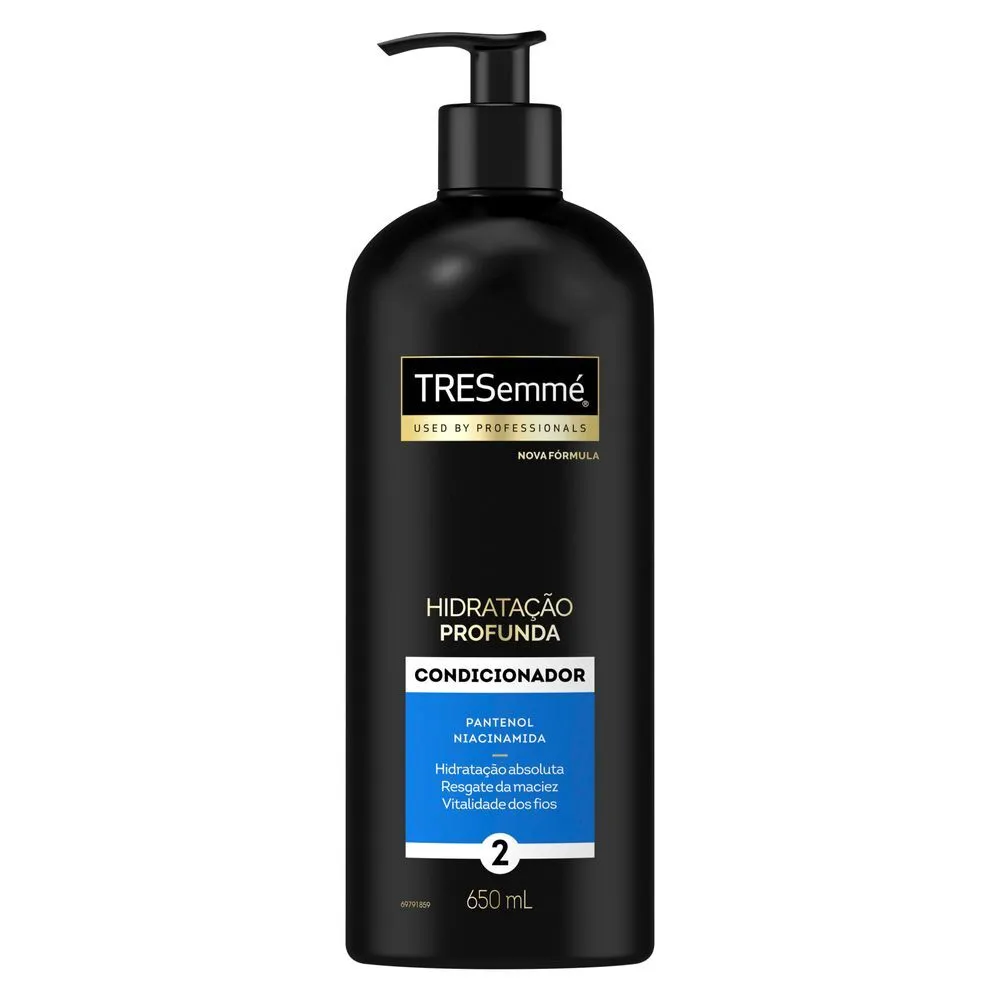 TRESemmé®
USED BY PROFESSIONALS
NOVA FÓRMULA
HIDRATAÇÃO
PROFUNDA
CONDICIONADOR
PANTENOL
NIACINAMIDA
Hidratação absoluta
Resgate da maciez
Vitalidade dos fios
2
69791859
650 mL